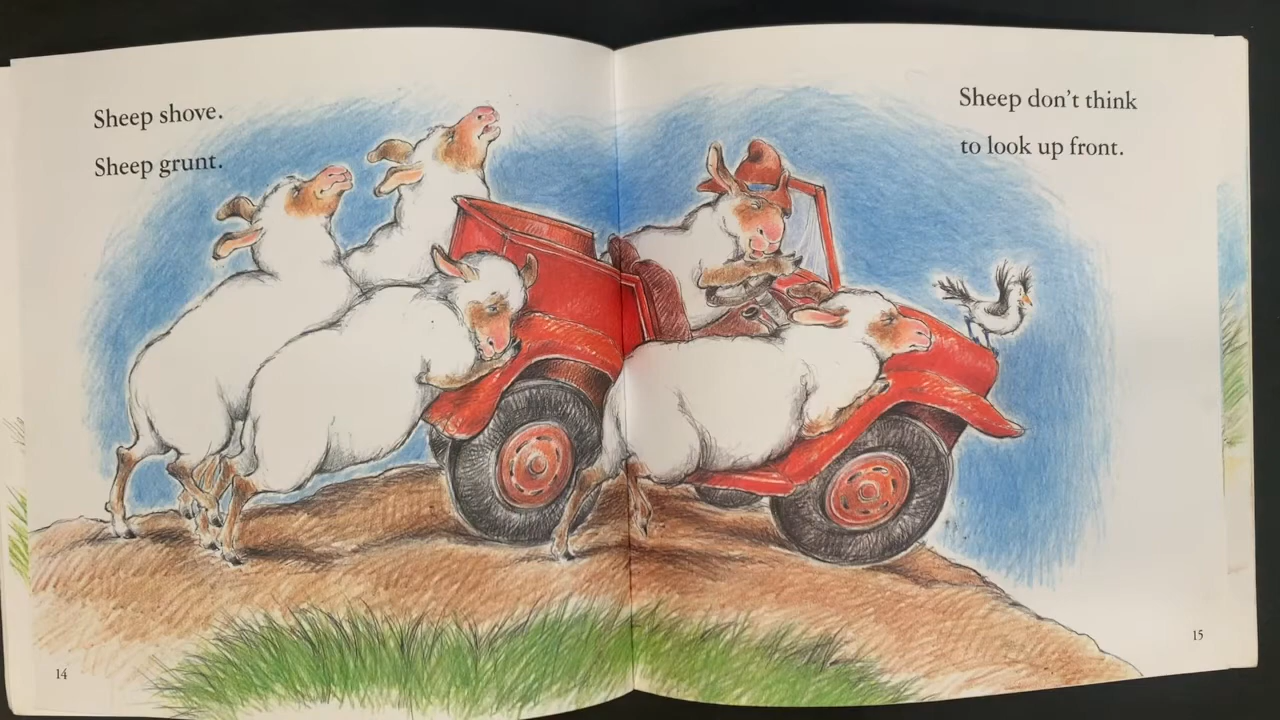 Sheep shove.
Sheep grunt.
14
Sheep don't think
to look up front.
15